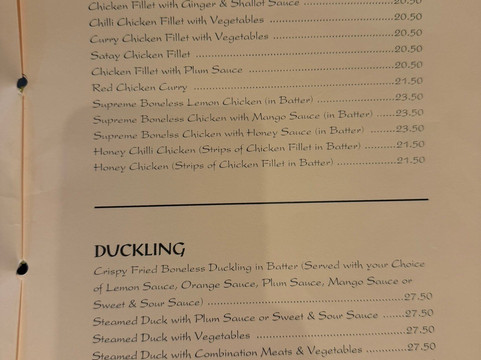 Chicken Fillet with Ginger & Shallot Sauce ........................20.50
Chilli Chicken Fillet with Vegetables ................................20.50
Curry Chicken Fillet with Vegetables ...............................20.50
Satay Chicken Fillet ....................................................20.50
Chicken Fillet with Plum Sauce .....................................20.50
Red Chicken Curry .....................................................21.50
Supreme Boneless Lemon Chicken (in Batter) ....................23.50
Supreme Boneless Chicken with Mango Sauce (in Batter) ......23.50
Supreme Bonelss Chicken with Honey Sauce (in Batter) ........23.50
Honey Chilli Chicken (Strips of Chicken Fillet in Batter) .........21.50
Honey Chicken (Strips of Chicken Fillet in Batter) ................21.50
DUCKLING
Crispy Fried Boneless Duckling in Batter (Served with your Choice
of Lemon Sauce, Orange Sauce, Plum Sauce, Mango Sauce or
Sweet & Sour Sauce) ..................................................27.50
Steamed Duck with Plum Sauce or Sweet & Sour Sauce .......27.50
Steamed Duck with Vegetables .....................................27.50
Steamed Duck with Combination Meats & Vegetables ...........27.50